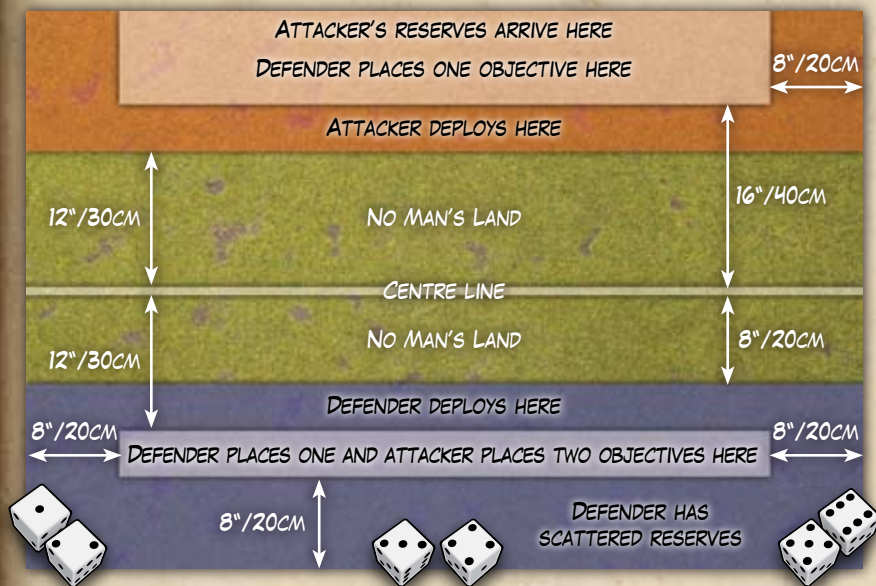 ATTACKER'S RESERVES ARRIVE HERE
DEFENDER PLACES ONE OBJECTIVE HERE
8"/20CM
ATTACKER DEPLOYS HERE
16"/40CM
12"/30CM
NO MAN'S LAND
CENTRE LINE
NO MAN'S LAND
8"/20CM
12"/30CM
DEFENDER DEPLOYS HERE
8"/20CM
8"/20CM
DEFENDER PLACES ONE AND ATTACKER PLACES TWO OBJECTIVES HERE
8"/20CM
DEFENDER HAS
SCATTERED RESERVES